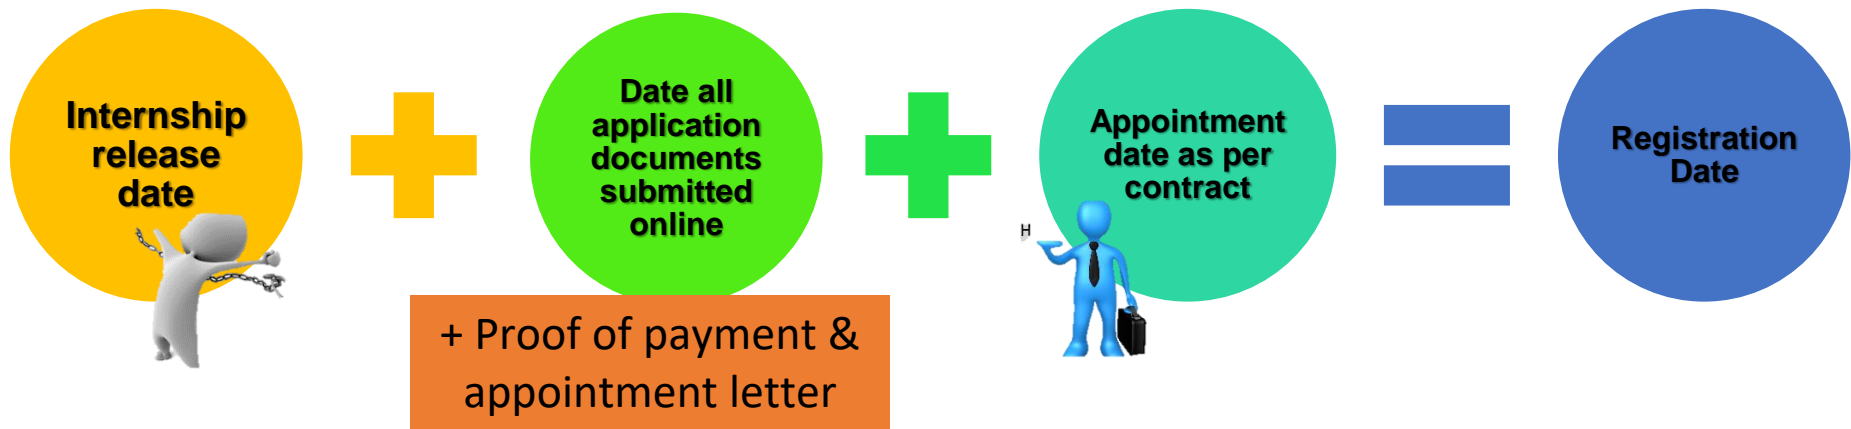 Internship
release
date
Date all
application
documents
submitted
online
+ Proof of payment &
appointment letter
Appointment
date as per
contract
H
Registration
Date